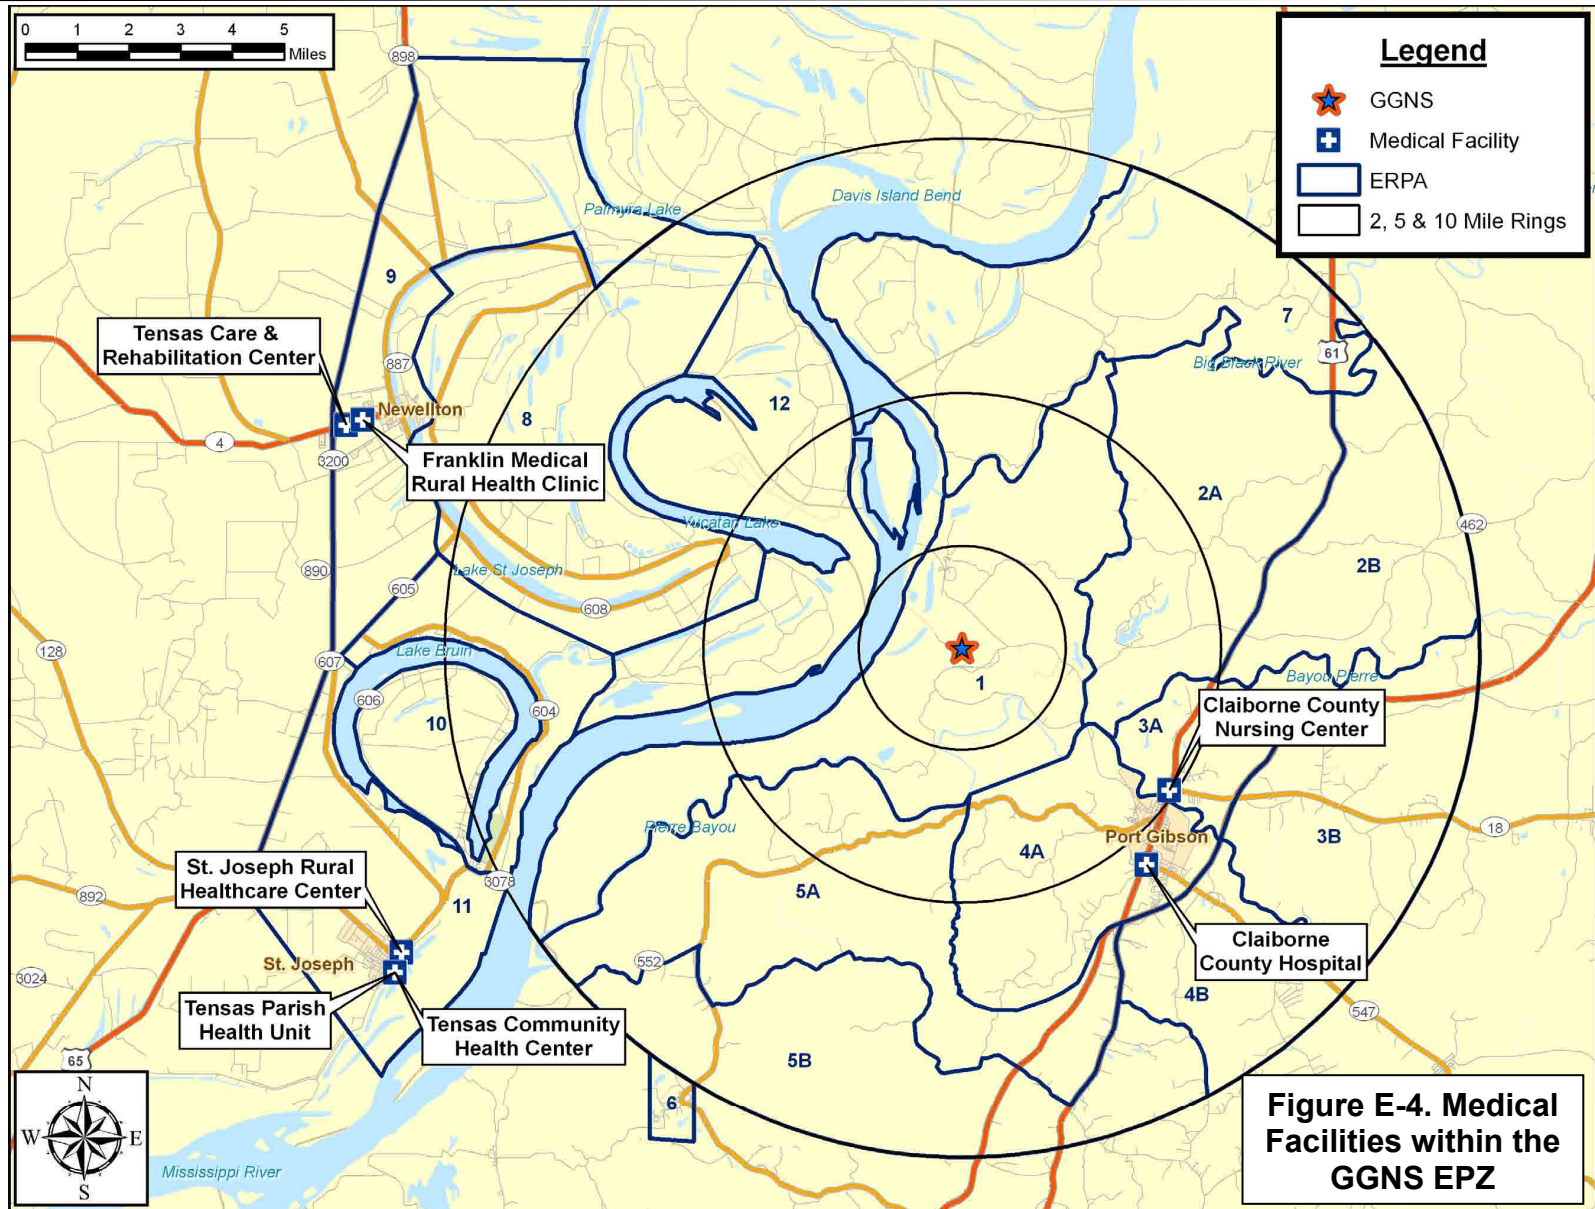 0 1 2 3 4 5
Miles
898
Legend
GGNS
Medical Facility
ERPA
2, 5 & 10 Mile Rings
Davis Island Bend
Palmyra Lake
9
7
Big Black River
61
Tensas Care &
Rehabilitation Center
887
Newellton
8
12
4
3200
Franklin Medical
Rural Health Clinic
2A
Yucatan Lake
462
890
605
Lake St Joseph
608
2B
128
607
Lake Bruin
606
10
604
1
Bayou Pierre
3A
Claiborne County
Nursing Center
Pierre Bayou
Port Gibson
18
3B
4A
St. Joseph Rural
Healthcare Center
3078
892
11
5A
Claiborne
County Hospital
St. Joseph
552
3024
4B
547
Tensas Parish
Health Unit
Tensas Community
Health Center
65
5B
6
N
W E
S
Mississippi River
Figure E-4. Medical
Facilities within the
GGNS EPZ